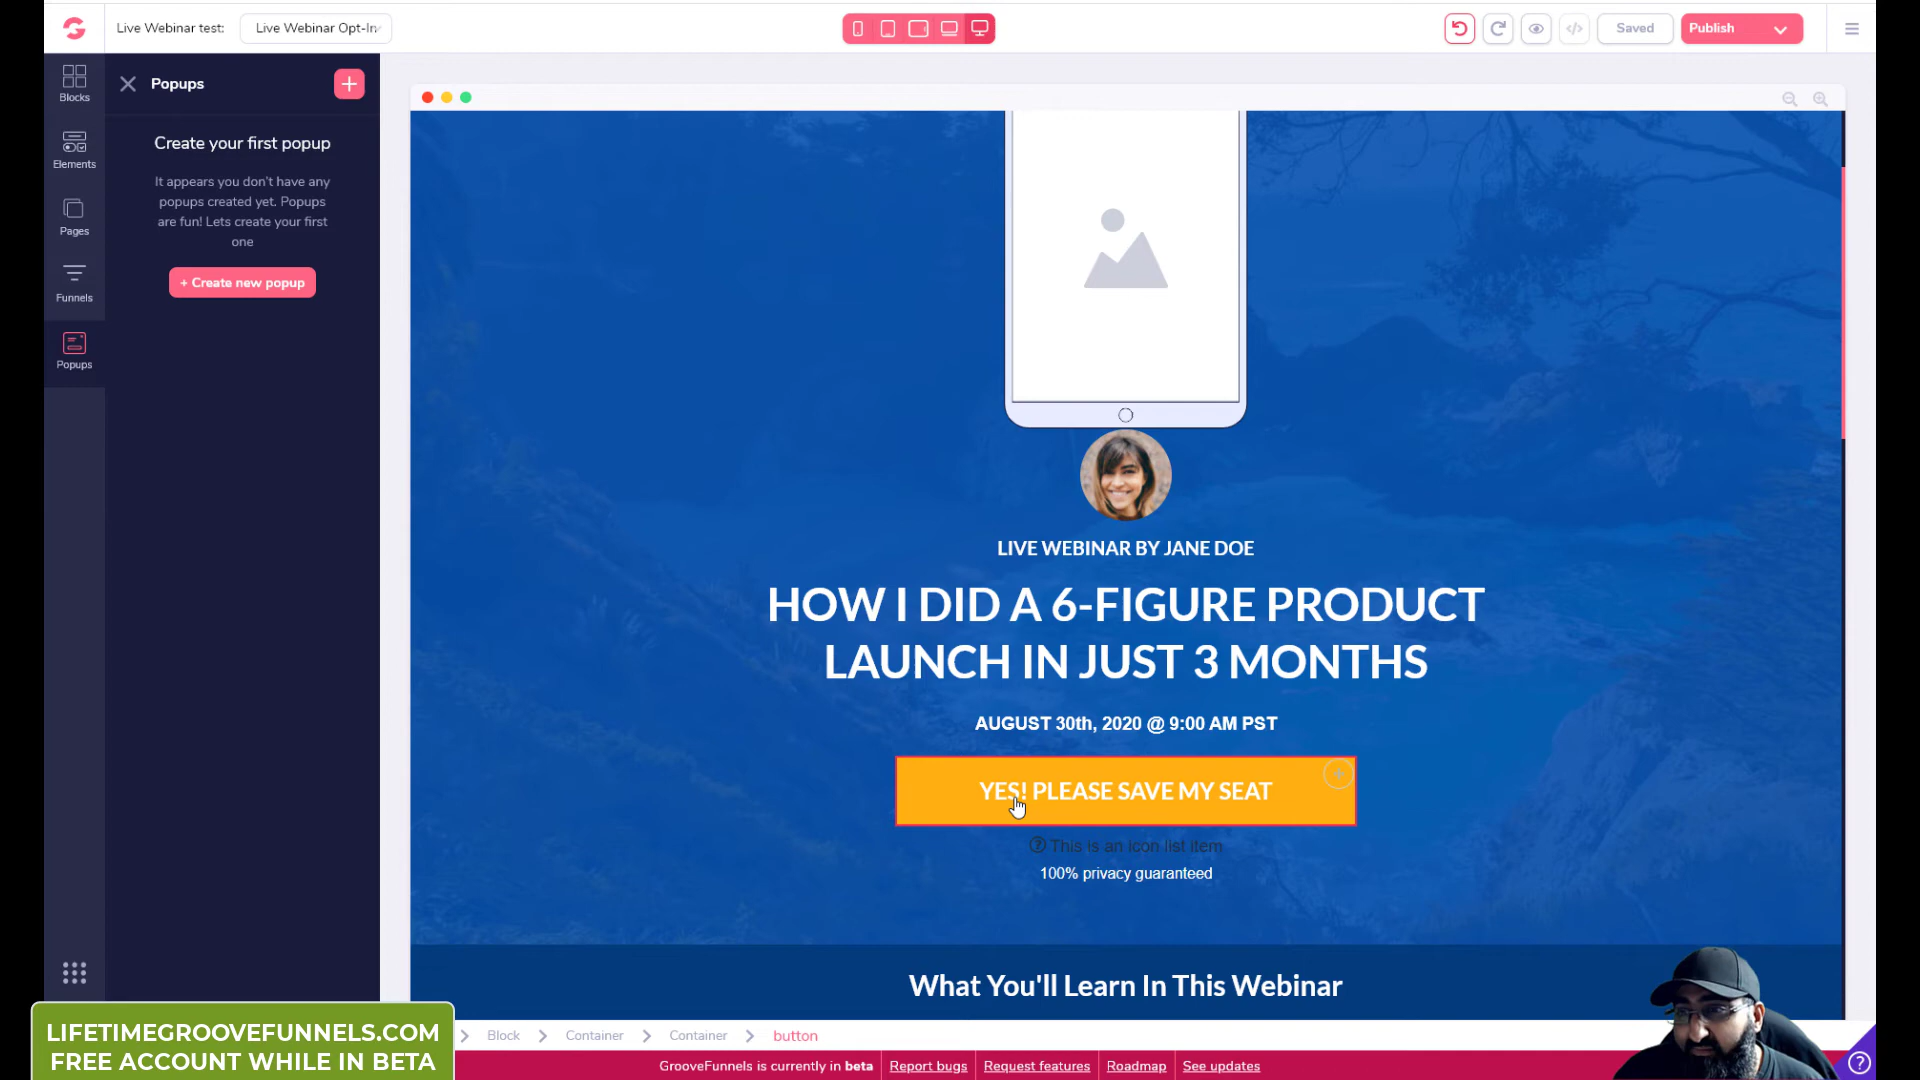 Live Webinar test:
Live Webinar Opt-In
Saved
Publish
Blocks
Elements
Pages
Funnels
Popups
Popups
Create your first popup
It appears you don't have any
popups created yet. Popups
are fun! Lets create your first
one
+ Create new popup
LIVE WEBINAR BY JANE DOE
HOW I DID A 6-FIGURE PRODUCT
LAUNCH IN JUST 3 MONTHS
AUGUST 30th, 2020 @ 9:00 AM PST
YES! PLEASE SAVE MY SEAT
This is an icon list item
100% privacy guaranteed
What You'll Learn In This Webinar
Block
Container
Container
button
GrooveFunnels is currently in beta
Report bugs
Request features
Roadmap
See updates
LIFETIMEGROOVEFUNNELS.COM
FREE ACCOUNT WHILE IN BETA